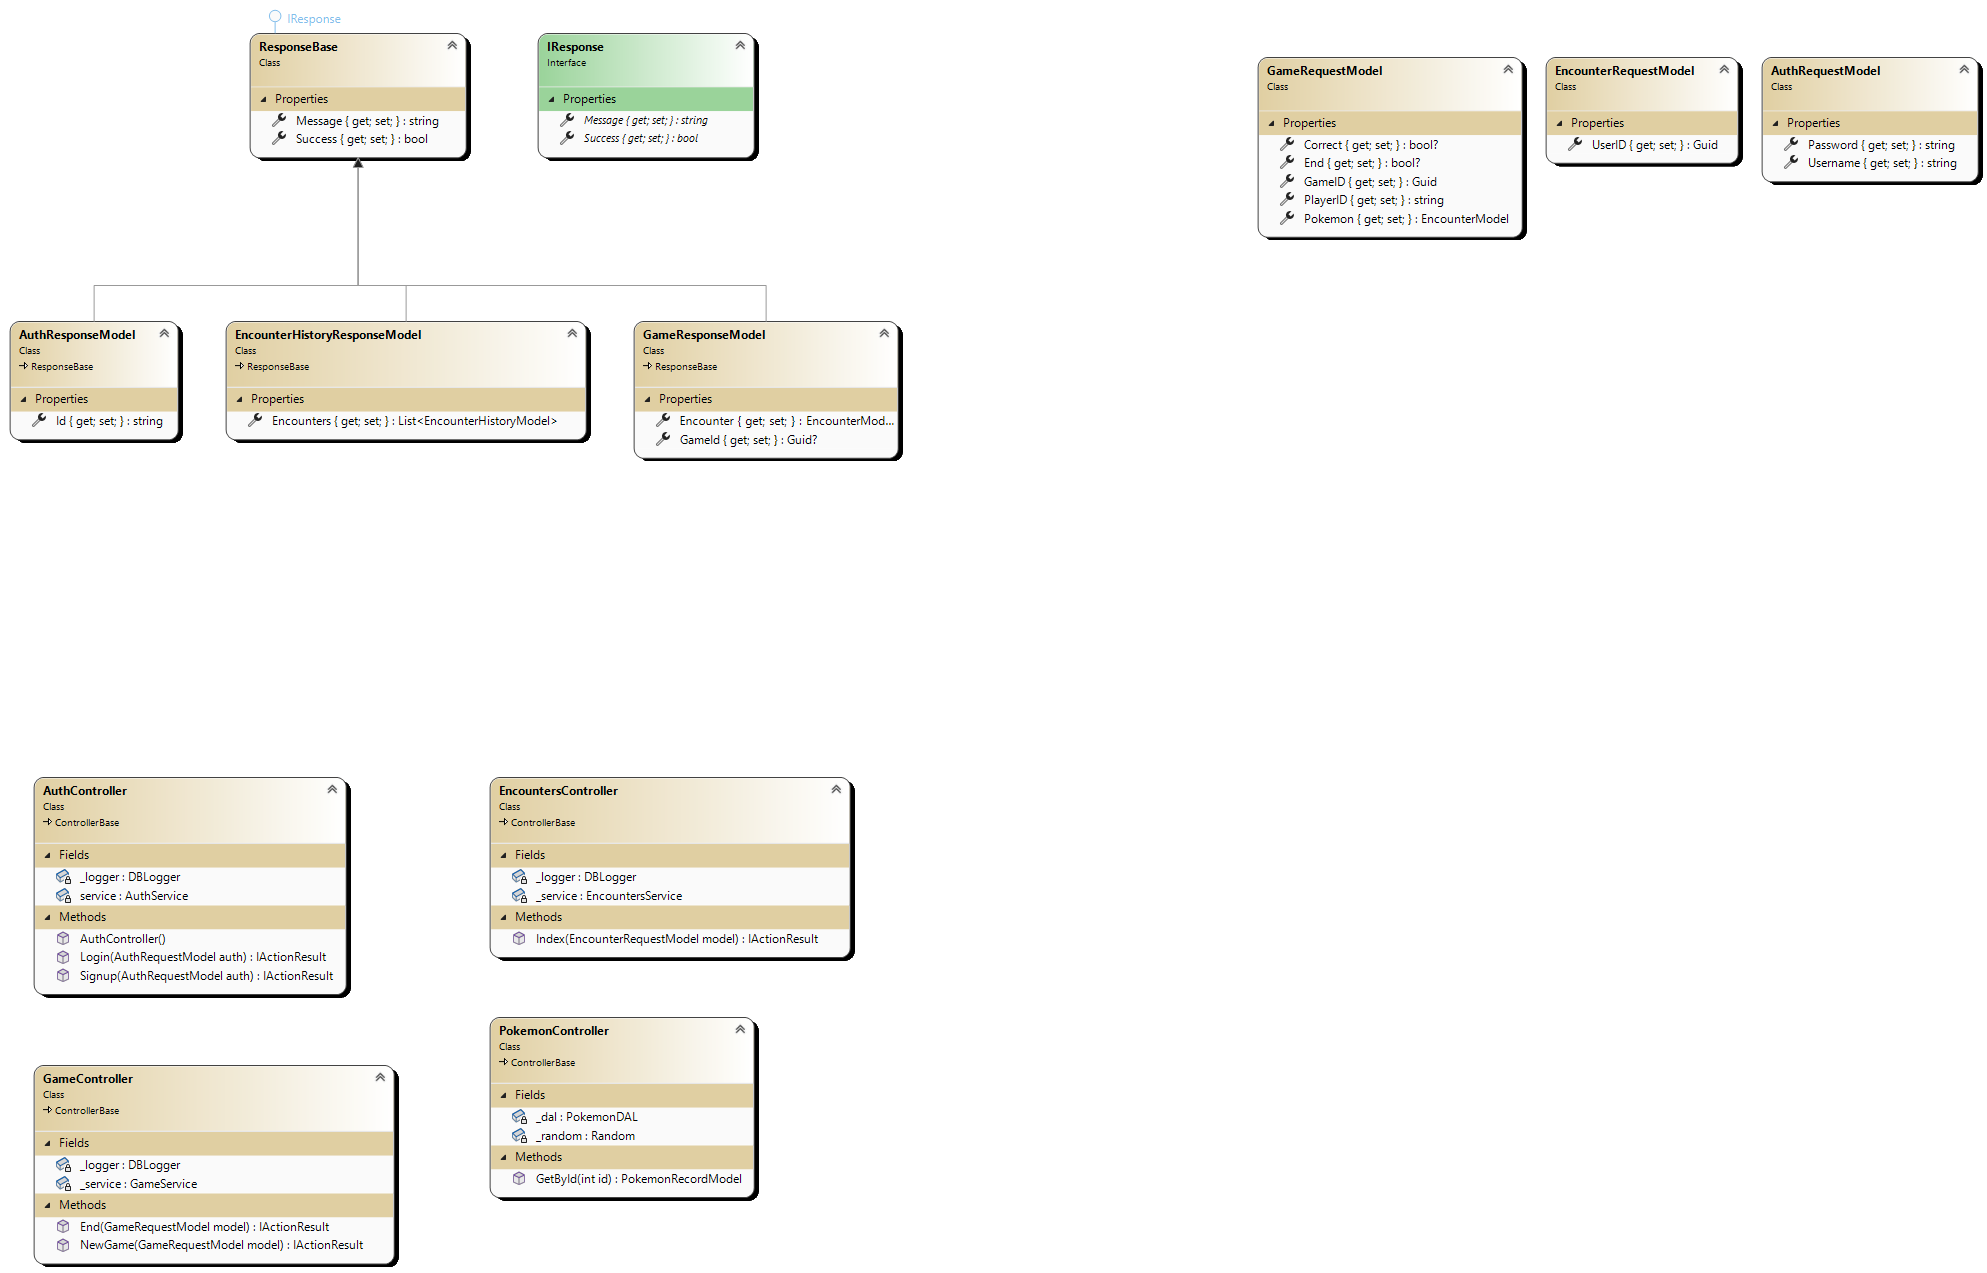 IResponse
ResponseBase
Class
Properties
Message { get; set; } : string
Success { get; set; } : bool
IResponse
Interface
Properties
Message { get; set; } : string
Success { get; set; } : bool
GameRequestModel
Class
Properties
Correct { get; set; } : bool?
End { get; set; } : bool?
GameID { get; set; } : Guid
PlayerID { get; set; } : string
Pokemon { get; set; } : EncounterModel
EncounterRequestModel
Class
Properties
UserID { get; set; } : Guid
AuthRequestModel
Class
Properties
Password { get; set; } : string
Username { get; set; } : string
AuthResponseModel
Class
ResponseBase
Properties
Id { get; set; } : string
EncounterHistoryResponseModel
Class
ResponseBase
Properties
Encounters { get; set; } : List<EncounterHistoryModel>
GameResponseModel
Class
ResponseBase
Properties
Encounter { get; set; } : EncounterMod...
GameId { get; set; } : Guid?
AuthController
Class
ControllerBase
Fields
_logger : DBLogger
service : AuthService
Methods
AuthController()
Login(AuthRequestModel auth) : IActionResult
Signup(AuthRequestModel auth) : IActionResult
EncountersController
Class
ControllerBase
Fields
_logger : DBLogger
_service : EncountersService
Methods
Index(EncounterRequestModel model) : IActionResult
GameController
Class
ControllerBase
Fields
_logger : DBLogger
_service : GameService
Methods
End(GameRequestModel model) : IActionResult
NewGame(GameRequestModel model) : IActionResult
PokemonController
Class
ControllerBase
Fields
_dal : PokemonDAL
_random : Random
Methods
GetById(int id) : PokemonRecordModel